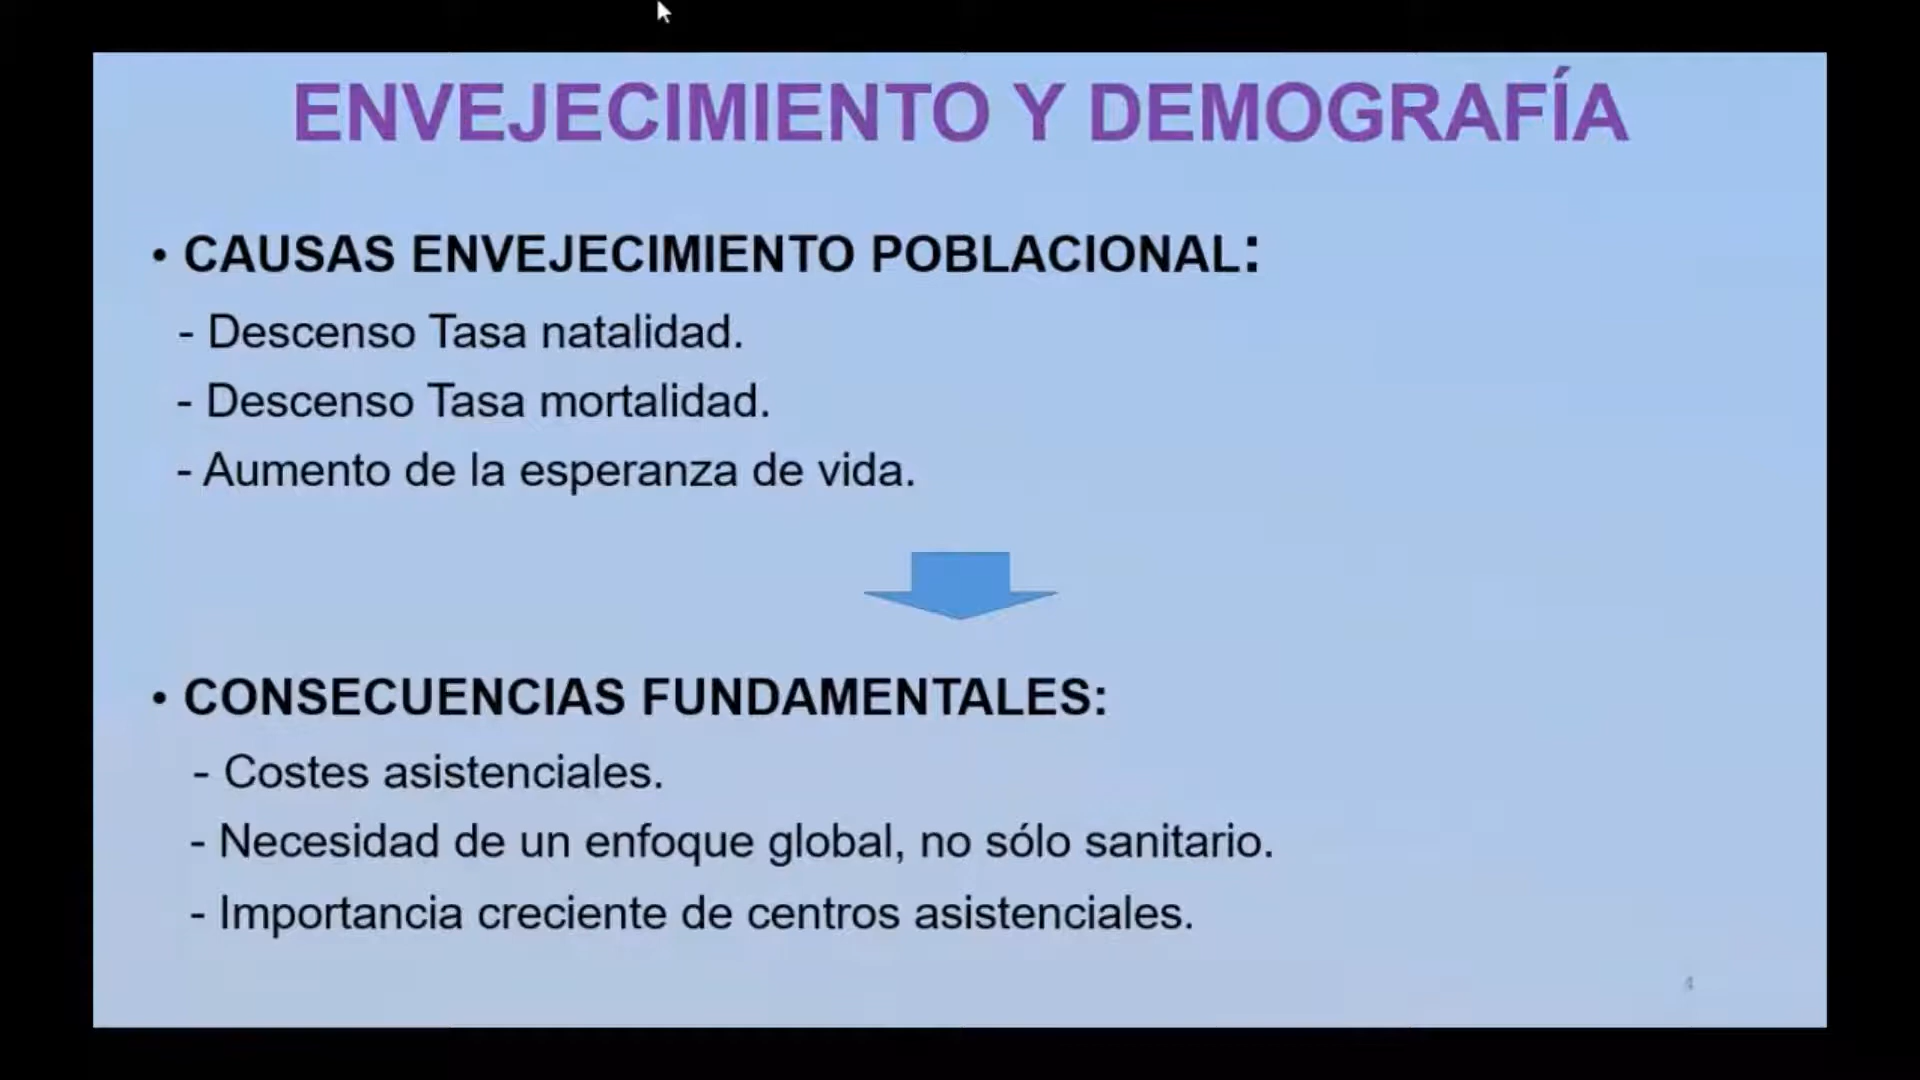 ENVEJECIMIENTO Y DEMOGRAFÍA
• CAUSAS ENVEJECIMIENTO POBLACIONAL:
- Descenso Tasa natalidad.
- Descenso Tasa mortalidad.
- Aumento de la esperanza de vida.
• CONSECUENCIAS FUNDAMENTALES:
- Costes asistenciales.
- Necesidad de un enfoque global, no sólo sanitario.
- Importancia creciente de centros asistenciales.
4